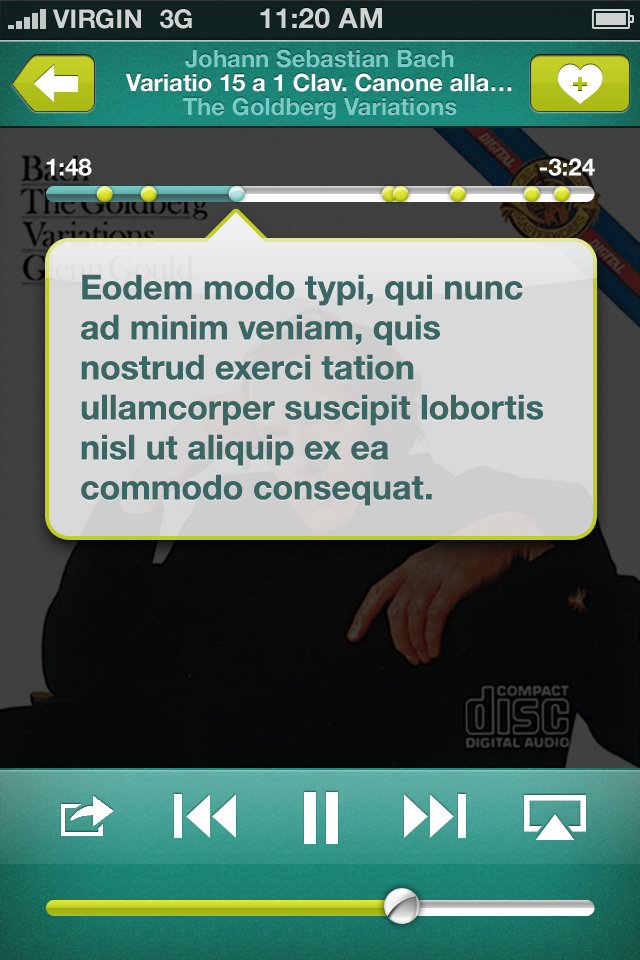 VIRGIN 3G 11:20 AM
Johann Sebastian Bach
Variatio 15 a 1 Clav. Canone alla...
The Goldberg Variations
1:48 -3:24
Bach
The Goldberg
Variations
Glenn Gould
DIGITAL
DIGITAL
Eodem modo typi, qui nunc
ad minim veniam, quis
nostrud exerci tation
ullamcorper suscipit lobortis
nisl ut aliquip ex ea
commodo consequat.
COMPACT
disc
DIGITAL AUDIO